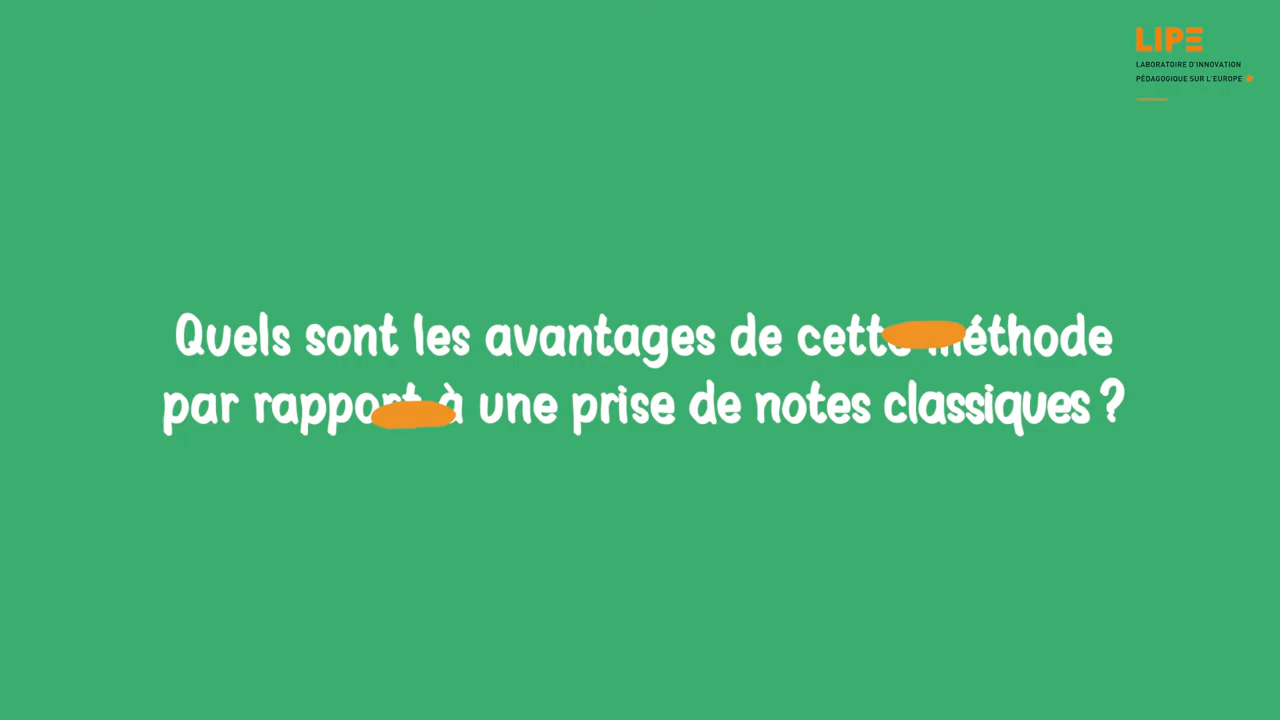 LIPE
LABORATOIRE D'INNOVATION
PÉDAGOGIQUE SUR L'EUROPE
Quels sont les avantages de cette méthode
par rapport à une prise de notes classiques ?